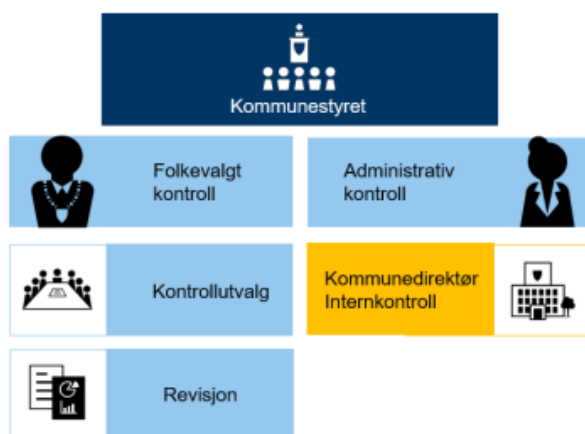 Kommunestyret
Folkevalgt
kontroll
Administrativ
kontroll
Kontrollutvalg
Kommunedirektør
Internkontroll
Revisjon